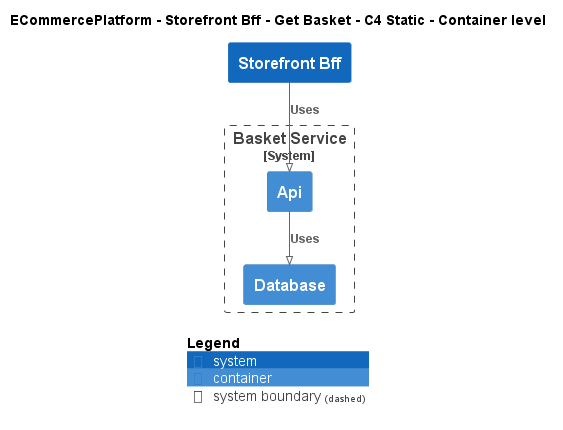 ECommercePlatform - Storefront Bff - Get Basket - C4 Static - Container level
Storefront Bff
Uses
Basket Service
[System]
Api
Uses
Database
Legend
system
container
system boundary (dashed)